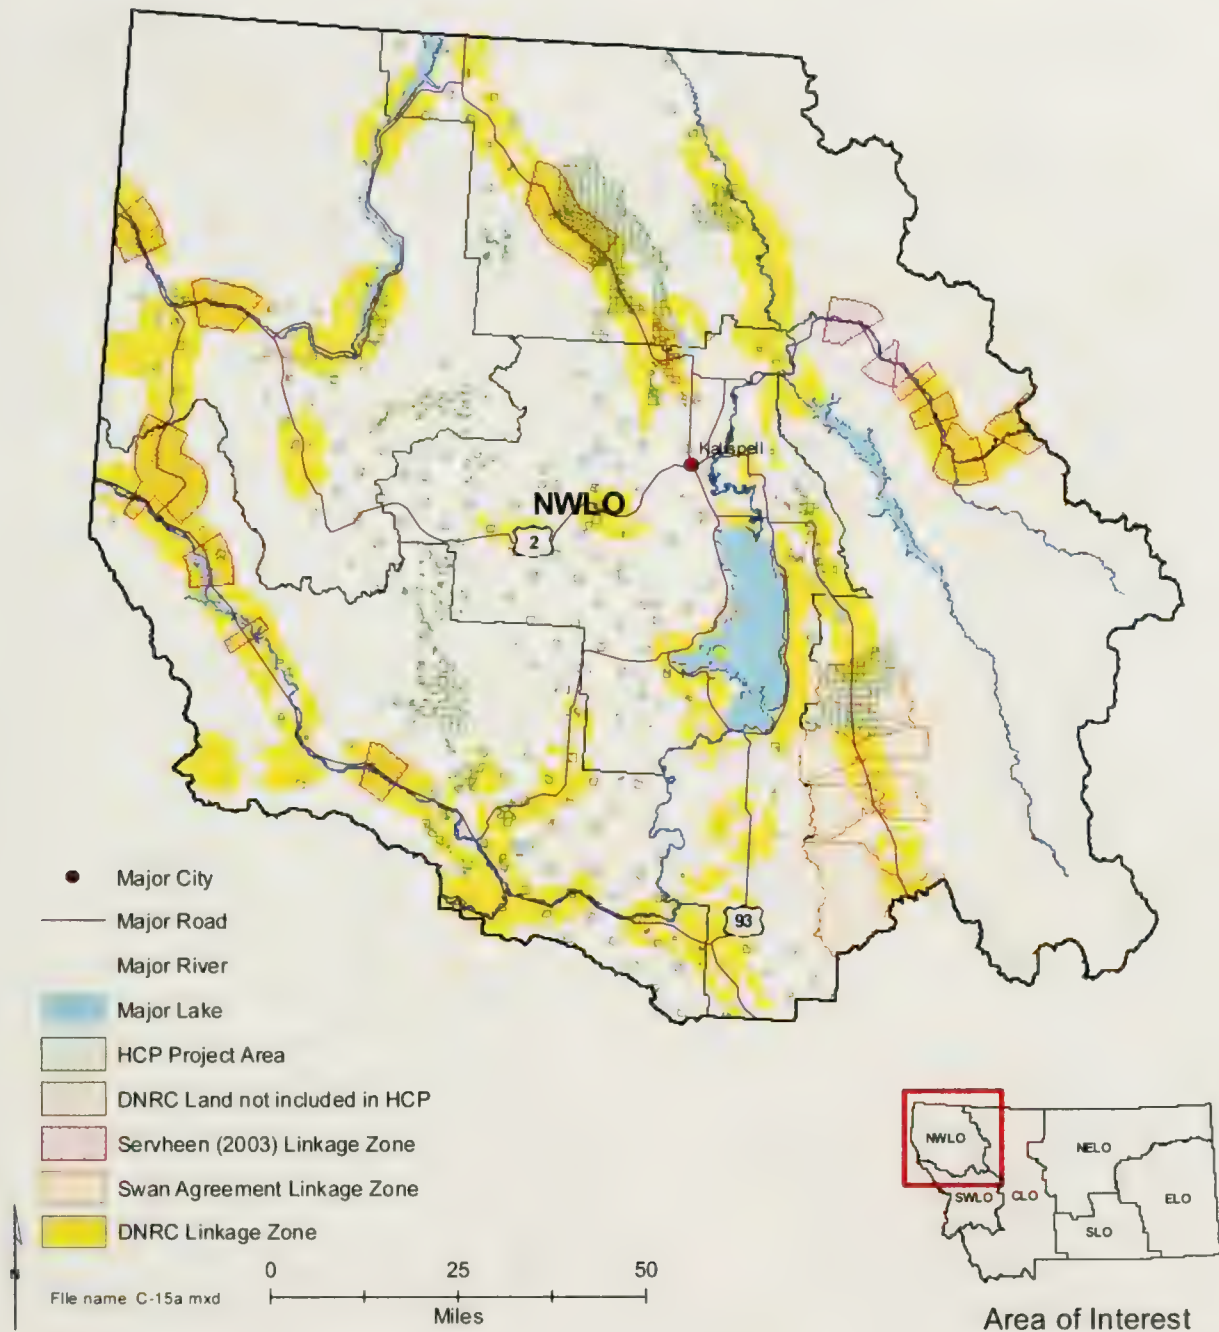 Kalispell
NWLO
2
93
Major City
Major Road
Major River
Major Lake
HCP Project Area
DNRC Land not included in HCP
Servheen (2003) Linkage Zone
Swan Agreement Linkage Zone
DNRC Linkage Zone
N
File name C-15a mxd
0 25 50
Miles
NWLO
NELO
SWLO
CLO
ELO
SLO
Area of Interest